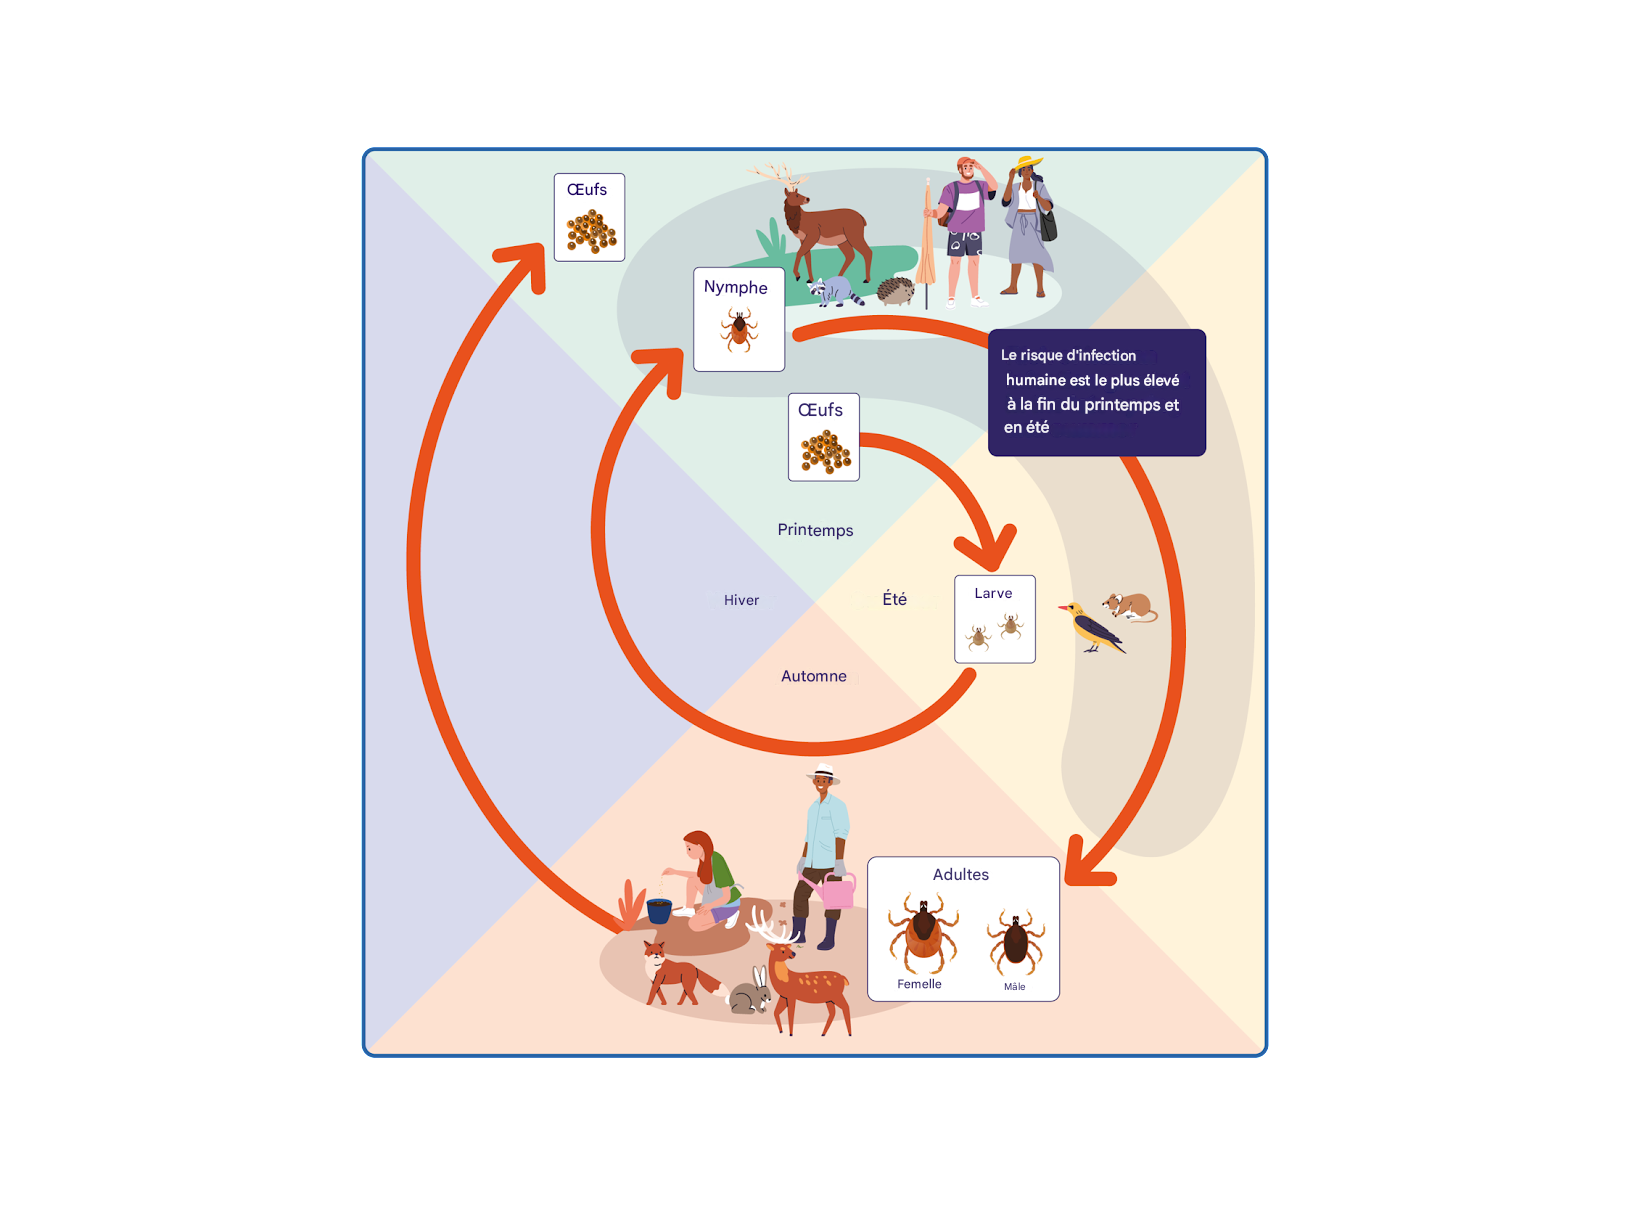 Œufs
Nymphe
Le risque d'infection
humaine est le plus élevé
à la fin du printemps et
en été
Œufs
Printemps
Hiver
Été
Larve
Automne
Adultes
Femelle
Mâle